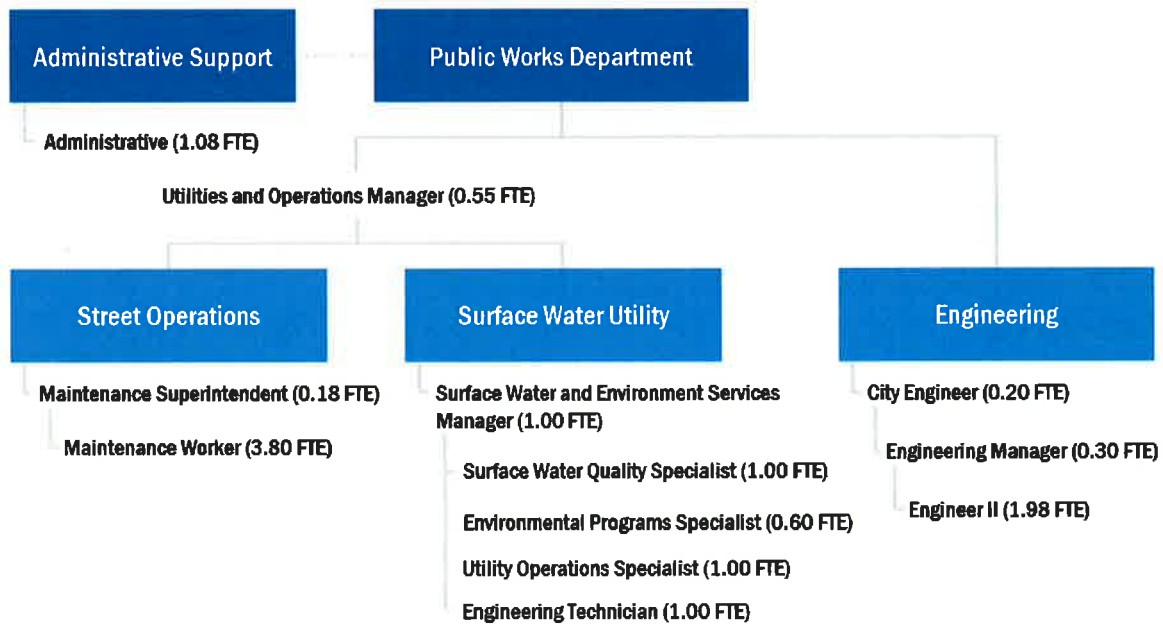 Administrative Support
Public Works Department
Administrative (1.08 FTE)
Utilities and Operations Manager (0.55 FTE)
Street Operations
Surface Water Utility
Engineering
Maintenance Superintendent (0.18 FTE)
Maintenance Worker (3.80 FTE)
Surface Water and Environment Services
Manager (1.00 FTE)
Surface Water Quality Specialist (1.00 FTE)
Environmental Programs Specialist (0.60 FTE)
Utility Operations Specialist (1.00 FTE)
Engineering Technician (1.00 FTE)
City Engineer (0.20 FTE)
Engineering Manager (0.30 FTE)
Engineer II (1.98 FTE)